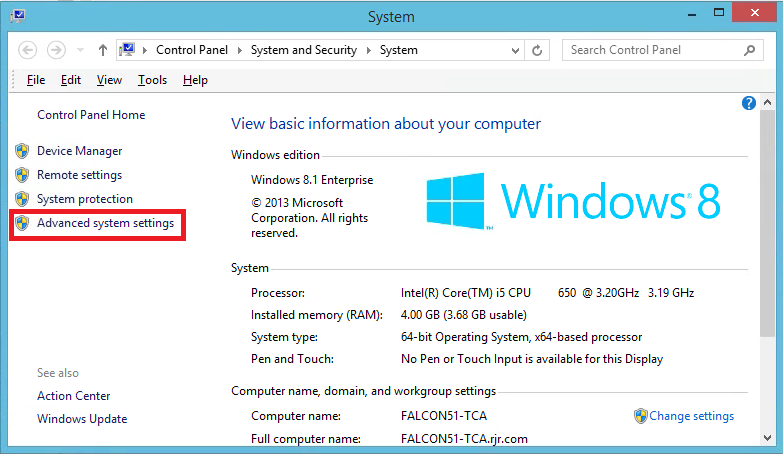 System
Control Panel System and Security System
Search Control Panel
File Edit View Tools Help
Control Panel Home
Device Manager
Remote settings
System protection
Advanced system settings
See also
Action Center
Windows Update
?
View basic information about your computer
Windows edition
Windows 8.1 Enterprise
© 2013 Microsoft
Corporation. All rights
reserved.
Windows® 8
TM
System
Processor: Intel(R) Core(TM) i5 CPU 650 @ 3.20GHz 3.19 GHz
Installed memory (RAM): 4.00 GB (3.68 GB usable)
System type: 64-bit Operating System, x64-based processor
Pen and Touch: No Pen or Touch Input is available for this Display
Computer name, domain, and workgroup settings
Computer name: FALCON51-TCA Change settings
Full computer name: FALCON51-TCA.rjr.com